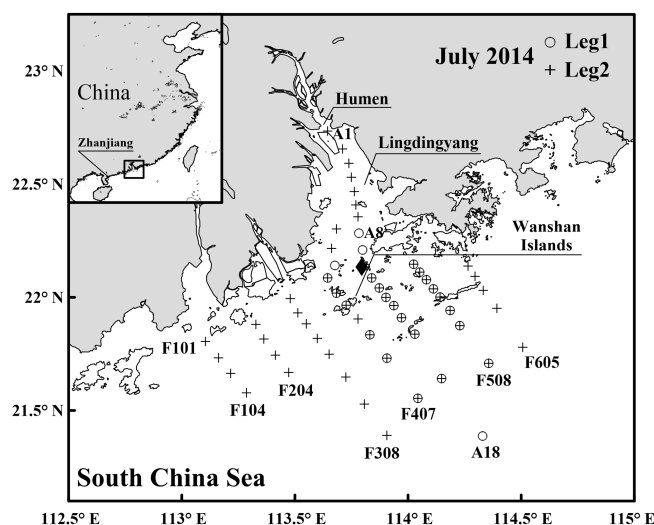 July 2014
Leg1
Leg2
China
Zhanjiang
Humen
A1
Lingdingyang
A8
Wanshan
Islands
F101
F104
F204
F308
F407
F508
F605
A18
South China Sea
23° N
22.5° N
22° N
21.5° N
112.5° E
113° E
113.5° E
114° E
114.5° E
115° E